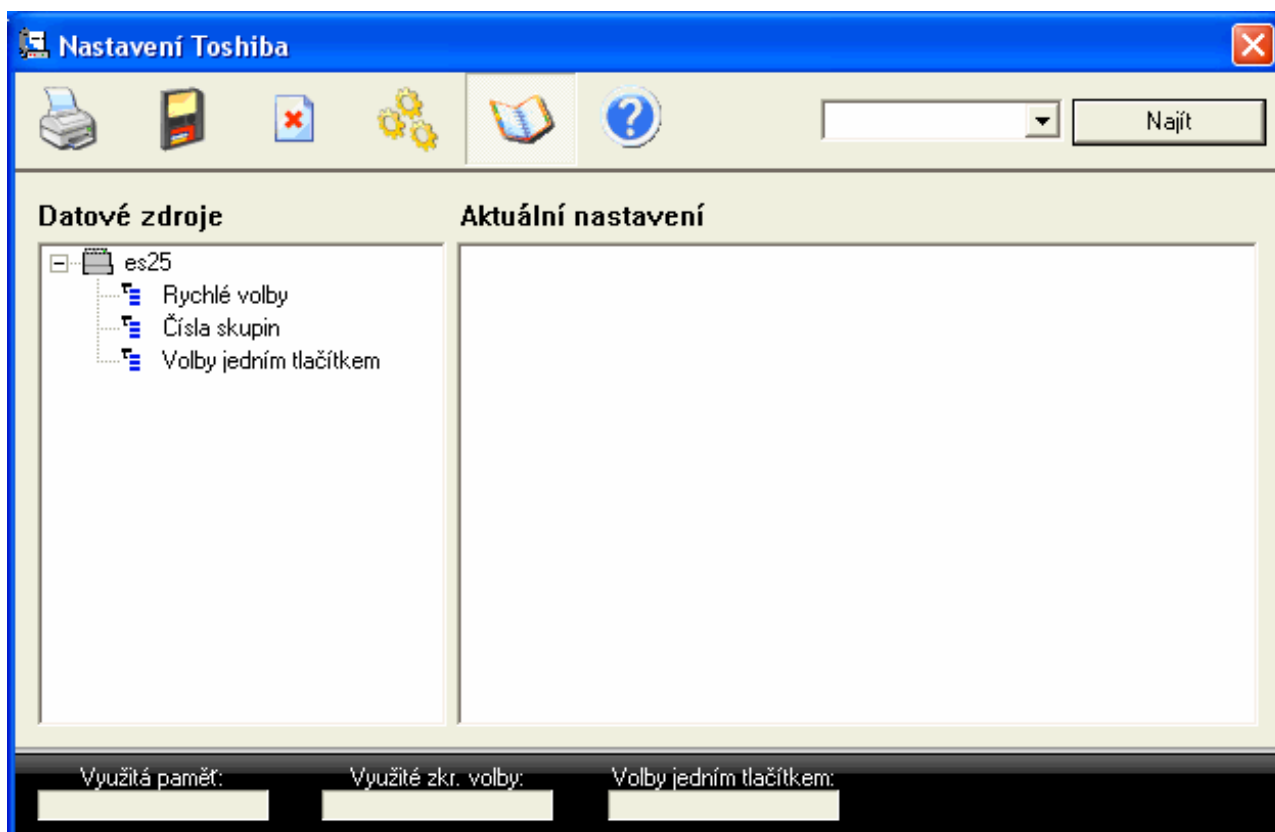 Nastavení Toshiba
Najít
Datové zdroje
Aktuální nastavení
es25
Rychlé volby
Čísla skupin
Volby jedním tlačítkem
Využitá paměť:
Využité zkr. volby:
Volby jedním tlačítkem: